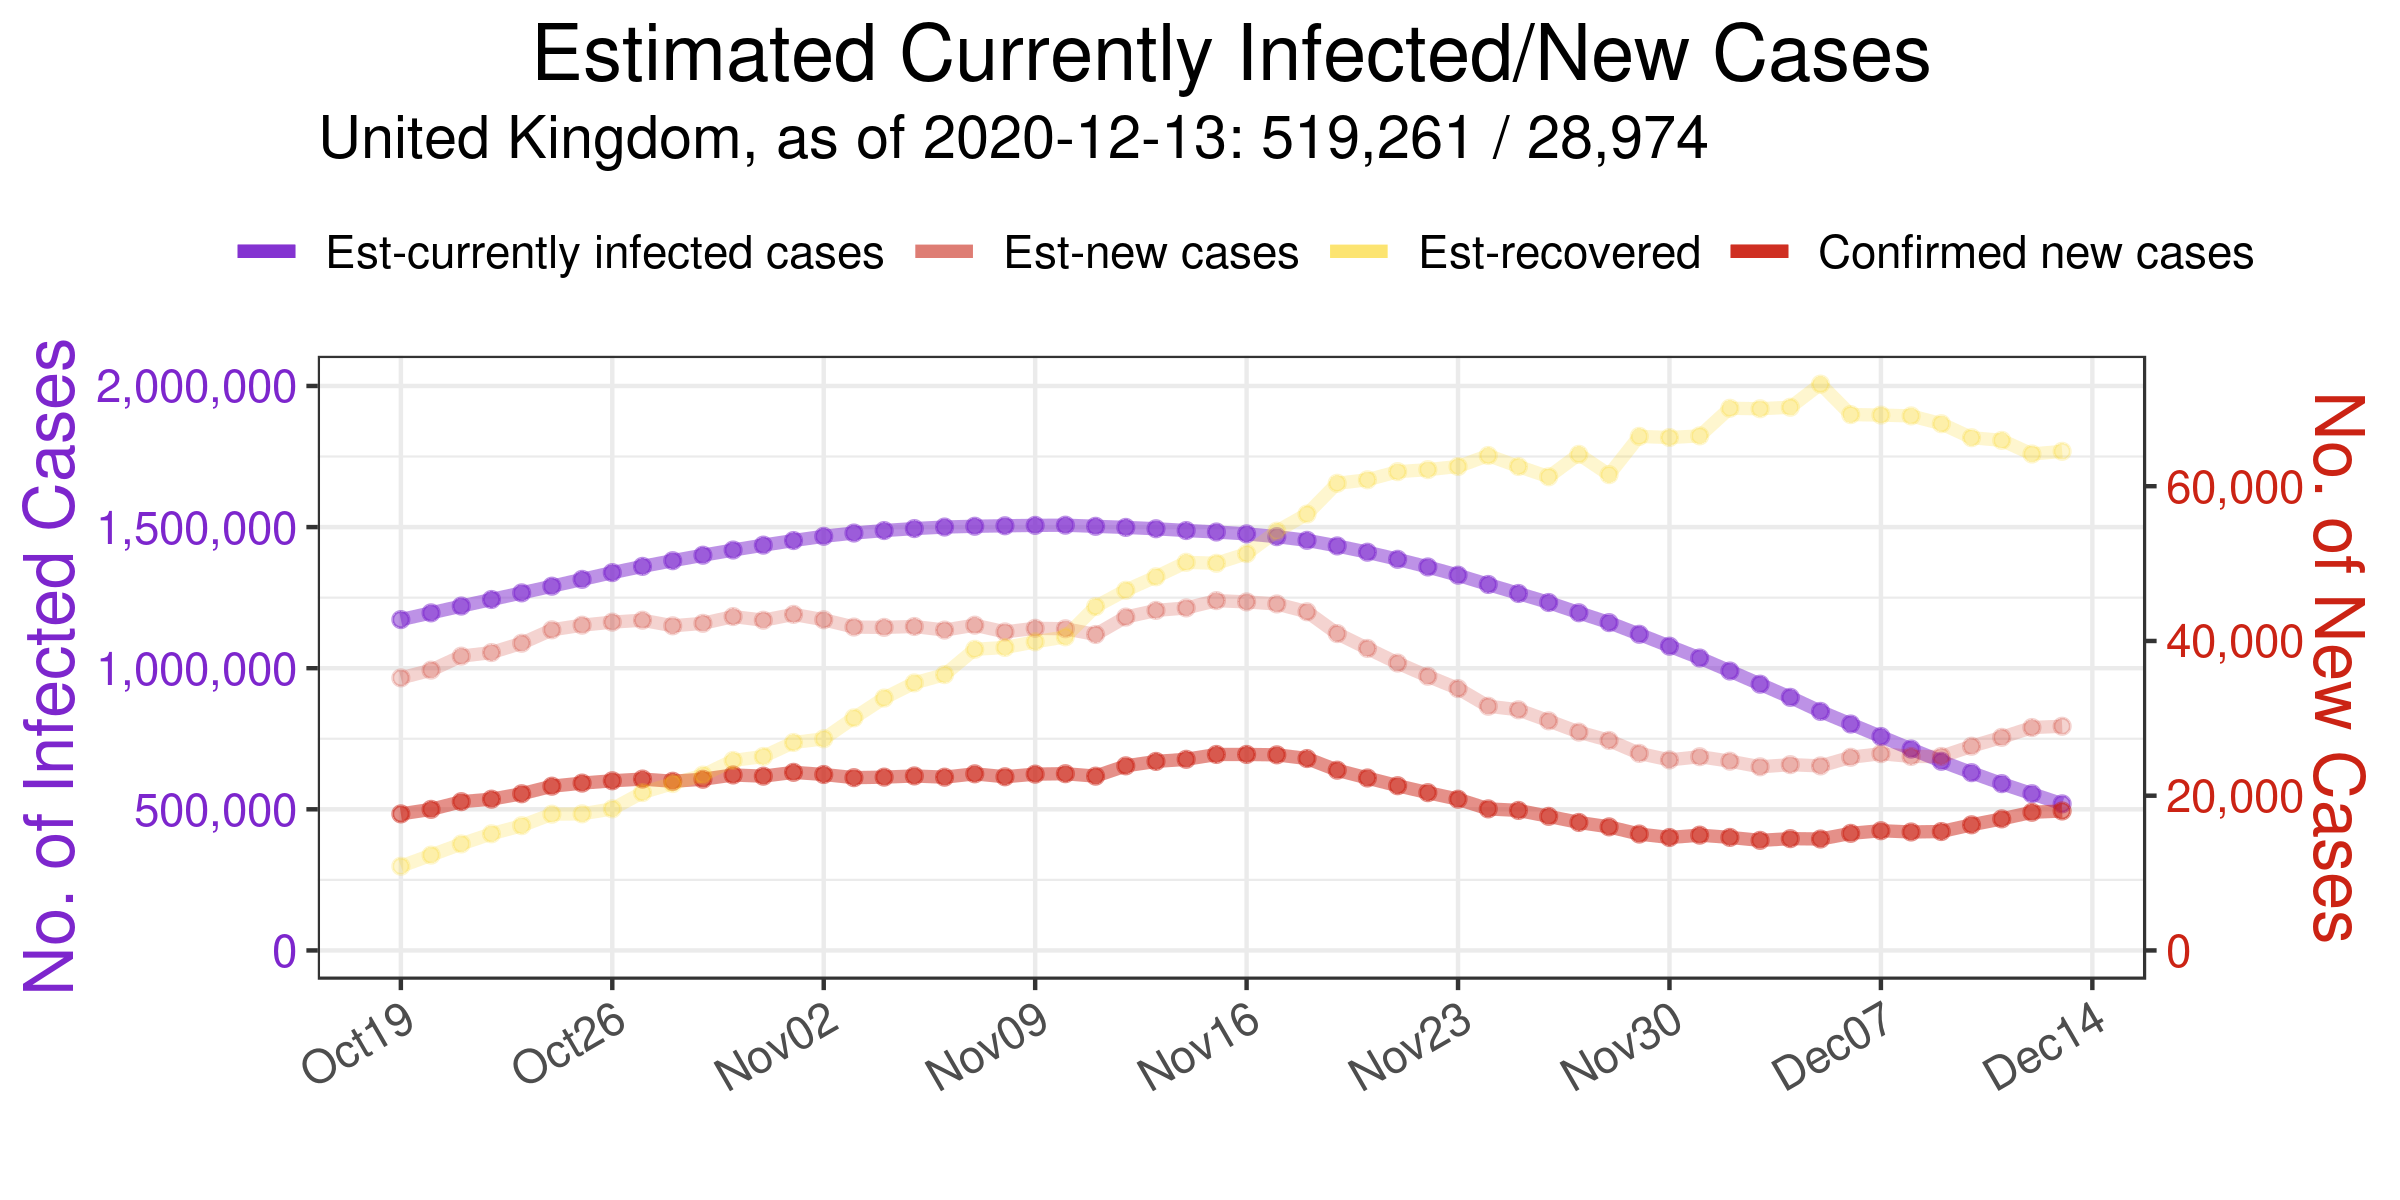 Estimated Currently Infected/New Cases
United Kingdom, as of 2020-12-13: 519,261 / 28,974
Est-currently infected cases Est-new cases Est-recovered Confirmed new cases
No. of Infected Cases
2,000,000
1,500,000
1,000,000
500,000
0
60,000
40,000
20,000
0
No. of New Cases
Oct19 Oct26 Nov02 Nov09 Nov16 Nov23 Nov30 Dec07 Dec14